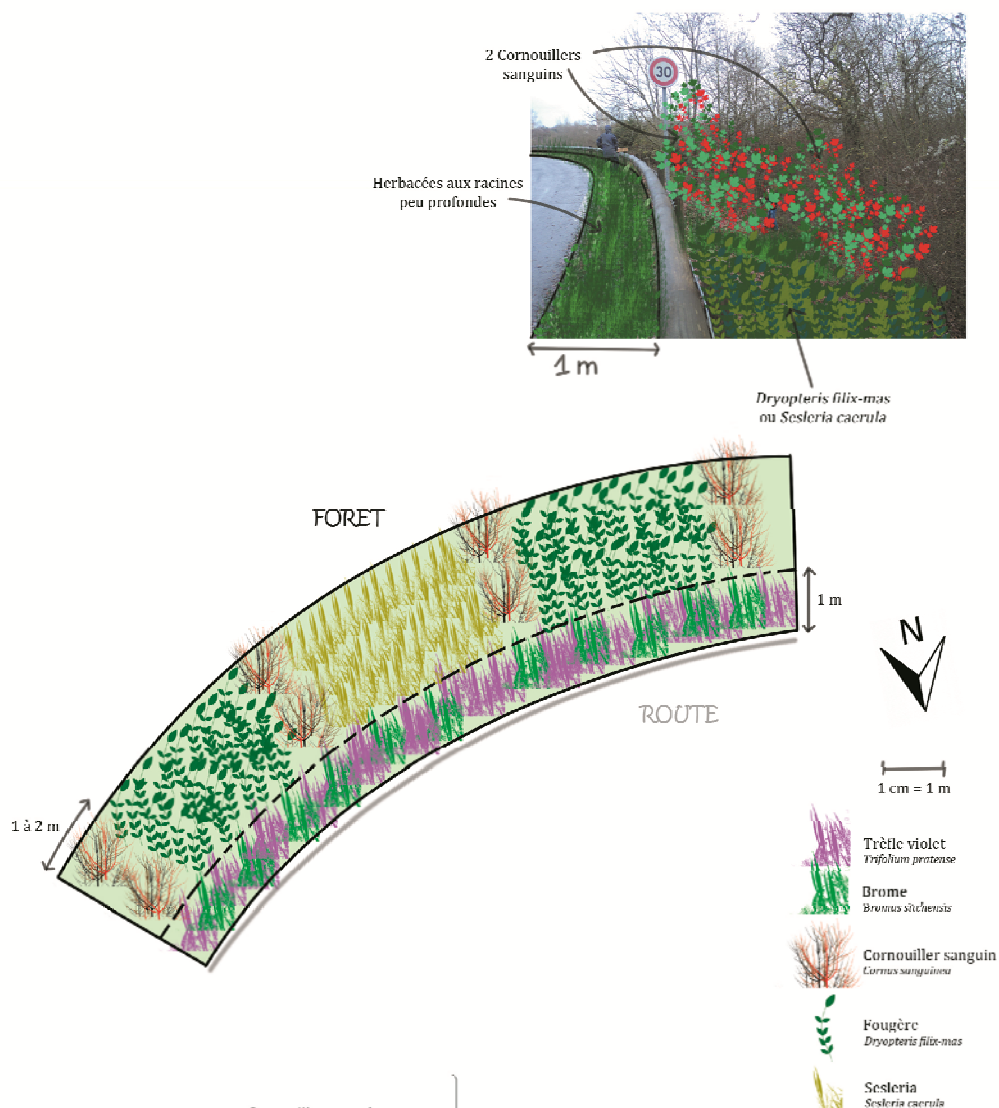 2 Cornouillers
sanguins
30
Herbacées aux racines
peu profondes
1 m
Dryopteris filix-mas
ou Sesleria caerula
FORET
1 m
N
ROUTE
1 cm = 1 m
1 à 2 m
Trèfle violet
Trifolium pratense
Brome
Bromus sitchensis
Cornouiller sanguin
Cornus sanguinea
Fougère
Dryopteris filix-mas
Sesleria
Sesleria caerula